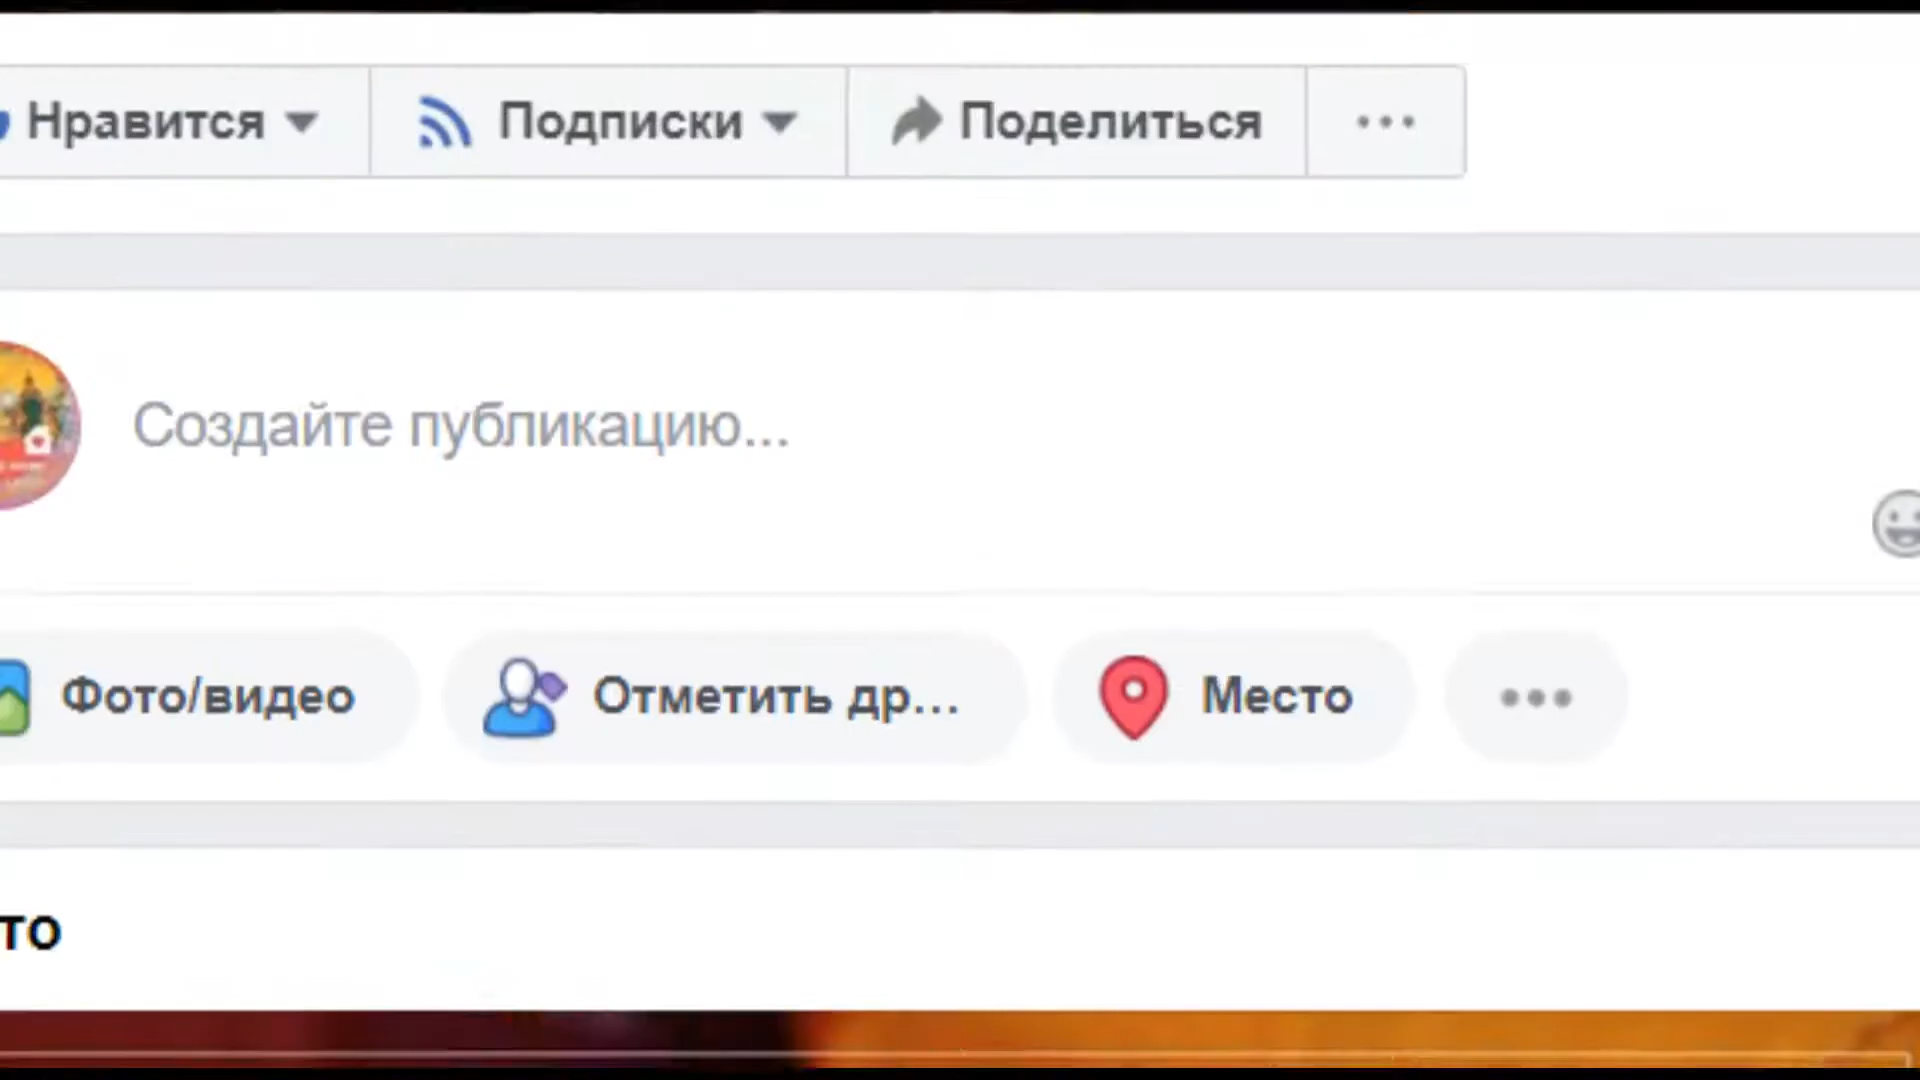 Нравится Подписки Поделиться
Создайте публикацию...
Фото/видео Отметить др... Место
то